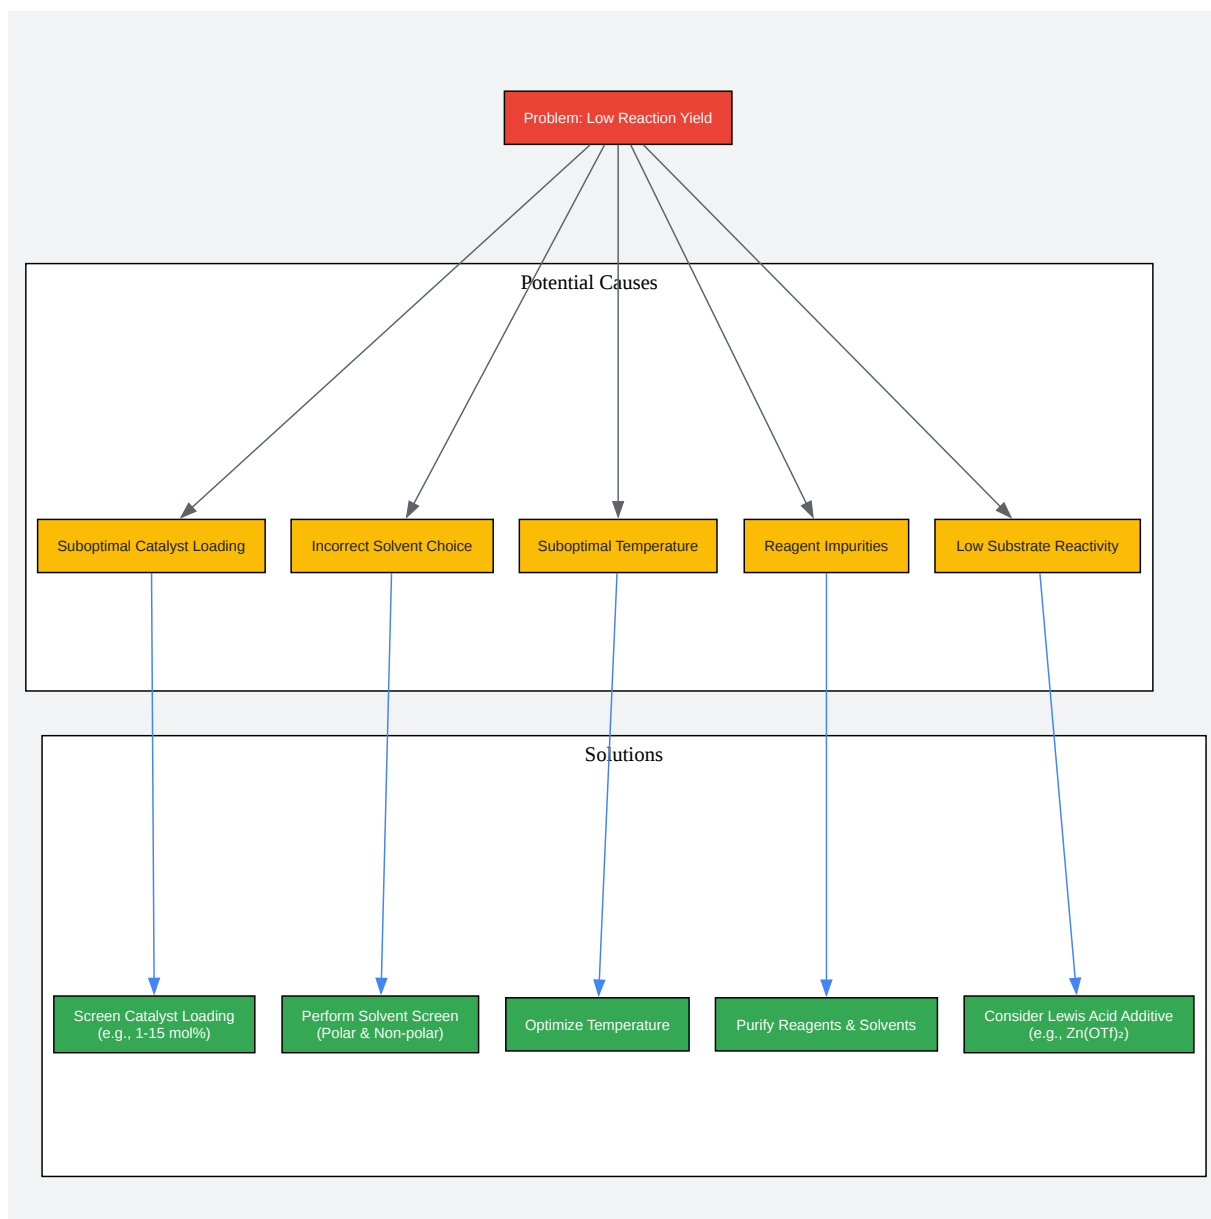 Problem: Low Reaction Yield
Potential Causes
Suboptimal Catalyst Loading
Incorrect Solvent Choice
Suboptimal Temperature
Reagent Impurities
Low Substrate Reactivity
Solutions
Screen Catalyst Loading
(e.g., 1-15 mol%)
Perform Solvent Screen
(Polar & Non-polar)
Optimize Temperature
Purify Reagents & Solvents
Consider Lewis Acid Additive
(e.g., Zn(OTf)₂)